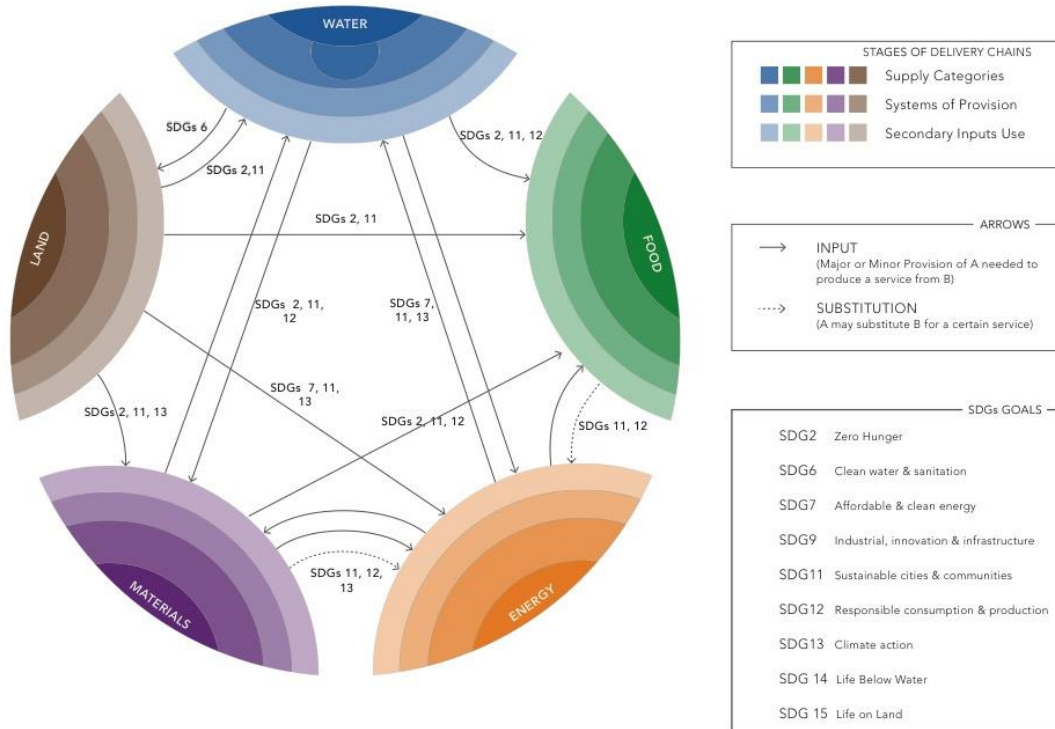 WATER
LAND
FOOD
MATERIALS
ENERGY
SDGs 6
SDGs 2,11
SDGs 2, 11, 12
SDGs 2, 11
SDGs  2, 11,
12
SDGs 7,
11, 13
SDGs  7, 11,
13
SDGs 2, 11, 13
SDGs 2, 11, 12
SDGs 11, 12
SDGs 11, 12,
13
STAGES OF DELIVERY CHAINS
Supply Categories
Systems of Provision
Secondary Inputs Use
ARROWS
INPUT
(Major or Minor Provision of A needed to
produce a service from B)
SUBSTITUTION
(A may substitute B for a certain service)
SDGs GOALS
SDG2 Zero Hunger
SDG6 Clean water & sanitation
SDG7 Affordable & clean energy
SDG9 Industrial, innovation & infrastructure
SDG11 Sustainable cities & communities
SDG12 Responsible consumption & production
SDG13 Climate action
SDG 14 Life Below Water
SDG 15 Life on Land